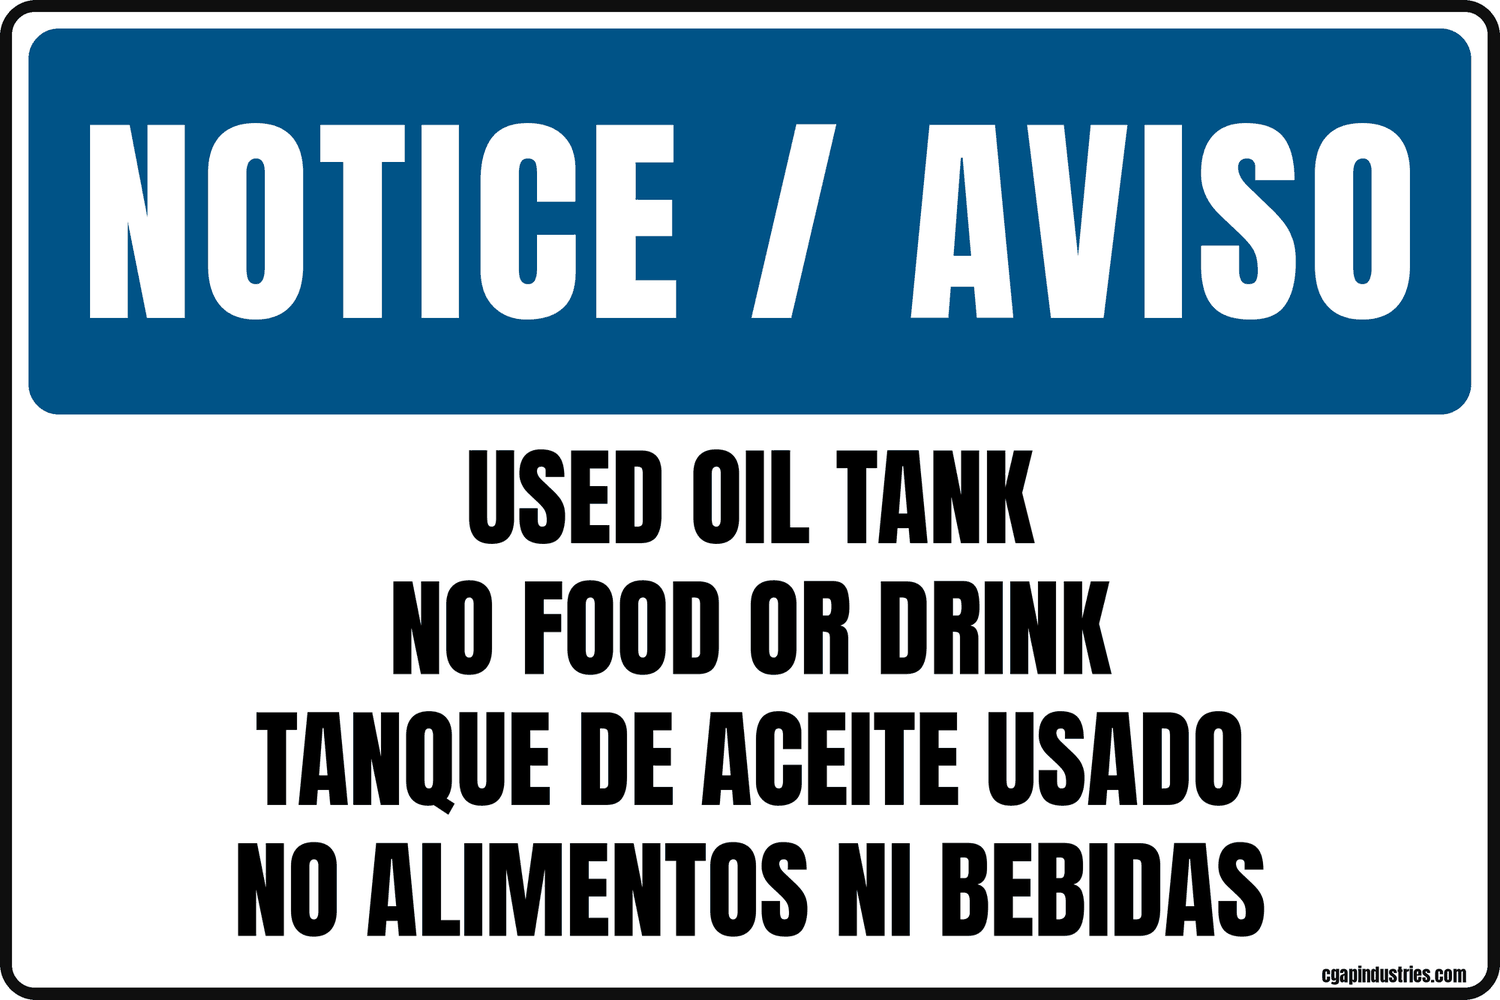 NOTICE / AVISO
USED OIL TANK
NO FOOD OR DRINK
TANQUE DE ACEITE USADO
NO ALIMENTOS NI BEBIDAS
cgapindustries.com